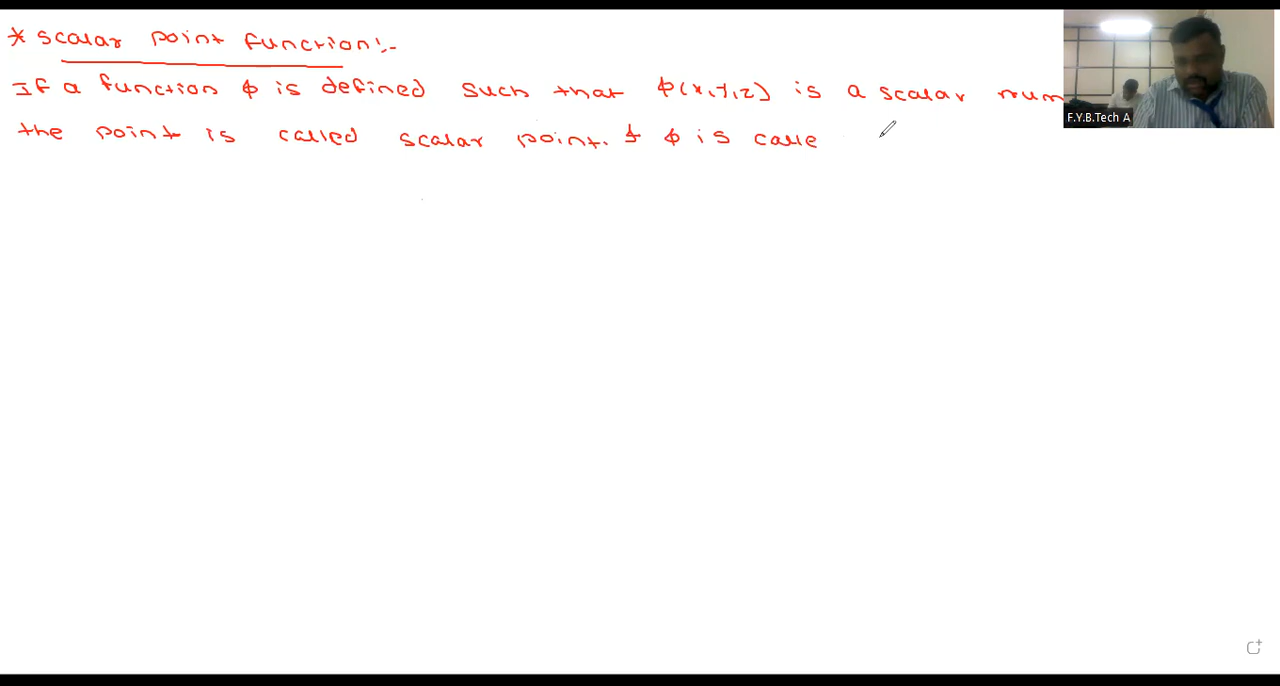 * scalar point function:-
If a function ϕ is defined such that ϕ(x,y,z) is a scalar num
the point is called scalar point. & ϕ is calle
F.Y.B.Tech A